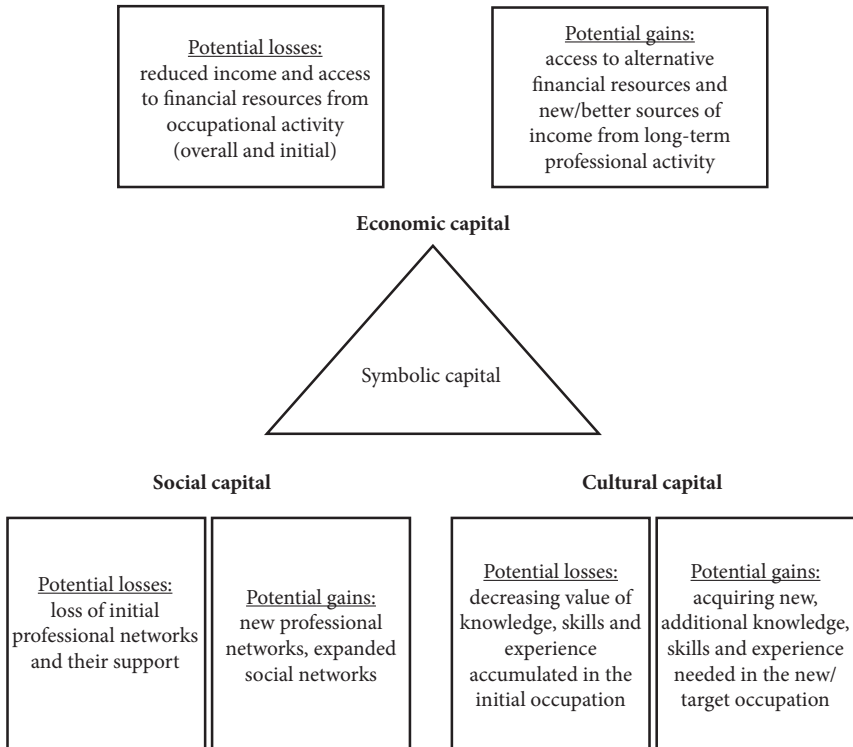 Potential losses:
reduced income and access
to financial resources from
occupational activity
(overall and initial)
Potential gains:
access to alternative
financial resources and
new/better sources of
income from long-term
professional activity
Economic capital
Symbolic capital
Social capital
Cultural capital
Potential losses:
loss of initial
professional networks
and their support
Potential gains:
new professional
networks, expanded
social networks
Potential losses:
decreasing value of
knowledge, skills and
experience
accumulated in the
initial occupation
Potential gains:
acquiring new,
additional knowledge,
skills and experience
needed in the new/
target occupation